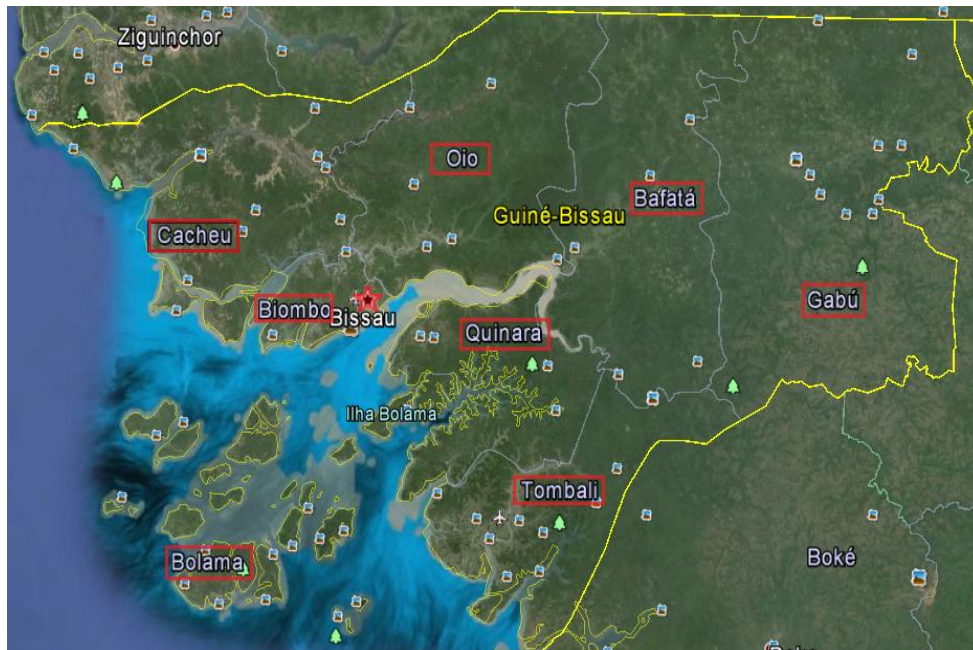 Ziguinchor
Oio
Bafatá
Guiné-Bissau
Cacheu
Gabú
Biombo
Bissau
Quinara
Ilha Bolama
Tombali
Bolama
Boké